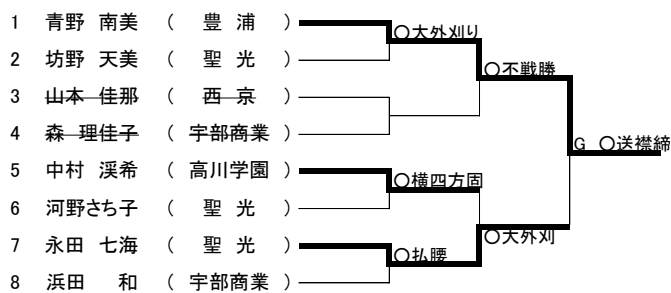 1 青野 南美 ( 豊 浦 )
○大外刈り
2 坊野 天美 ( 聖 光 )
○不戦勝
3 山本 佳那 ( 西 京 )
4 森 理佳子 ( 宇部商業 )
G ○送襟締
5 中村 渓希 ( 高川学園 )
○横四方固
6 河野さち子 ( 聖 光 )
○大外刈
7 永田 七海 ( 聖 光 )
○払腰
8 浜田 和 ( 宇部商業 )